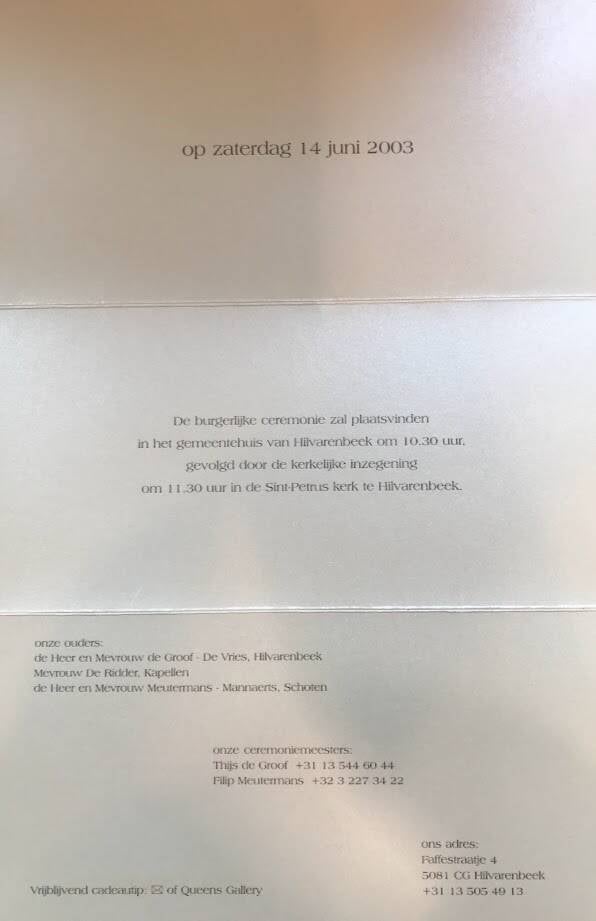 op zaterdag 14 juni 2003
De burgerlijke ceremonie zal plaatsvinden
in het gemeentehuis van Hilvarenbeek om 10.30 uur,
gevolgd door de kerkelijke inzegening
om 11.30 uur in de Sint-Petrus kerk te Hilvarenbeek.
onze ouders:
de Heer en Mevrouw de Groof - De Vries, Hilvarenbeek
Mevrouw De Ridder, Kapellen
de Heer en Mevrouw Meutermans - Mannaerts, Schoten
onze ceremoniemeesters:
Thijs de Groof +31 13 544 60 44
Filip Meutermans +32 3 227 34 22
ons adres:
Faffestraatje 4
5081 CG Hilvarenbeek
+31 13 505 49 13
Vrijblijvend cadeautip: ✉ of Queens Gallery